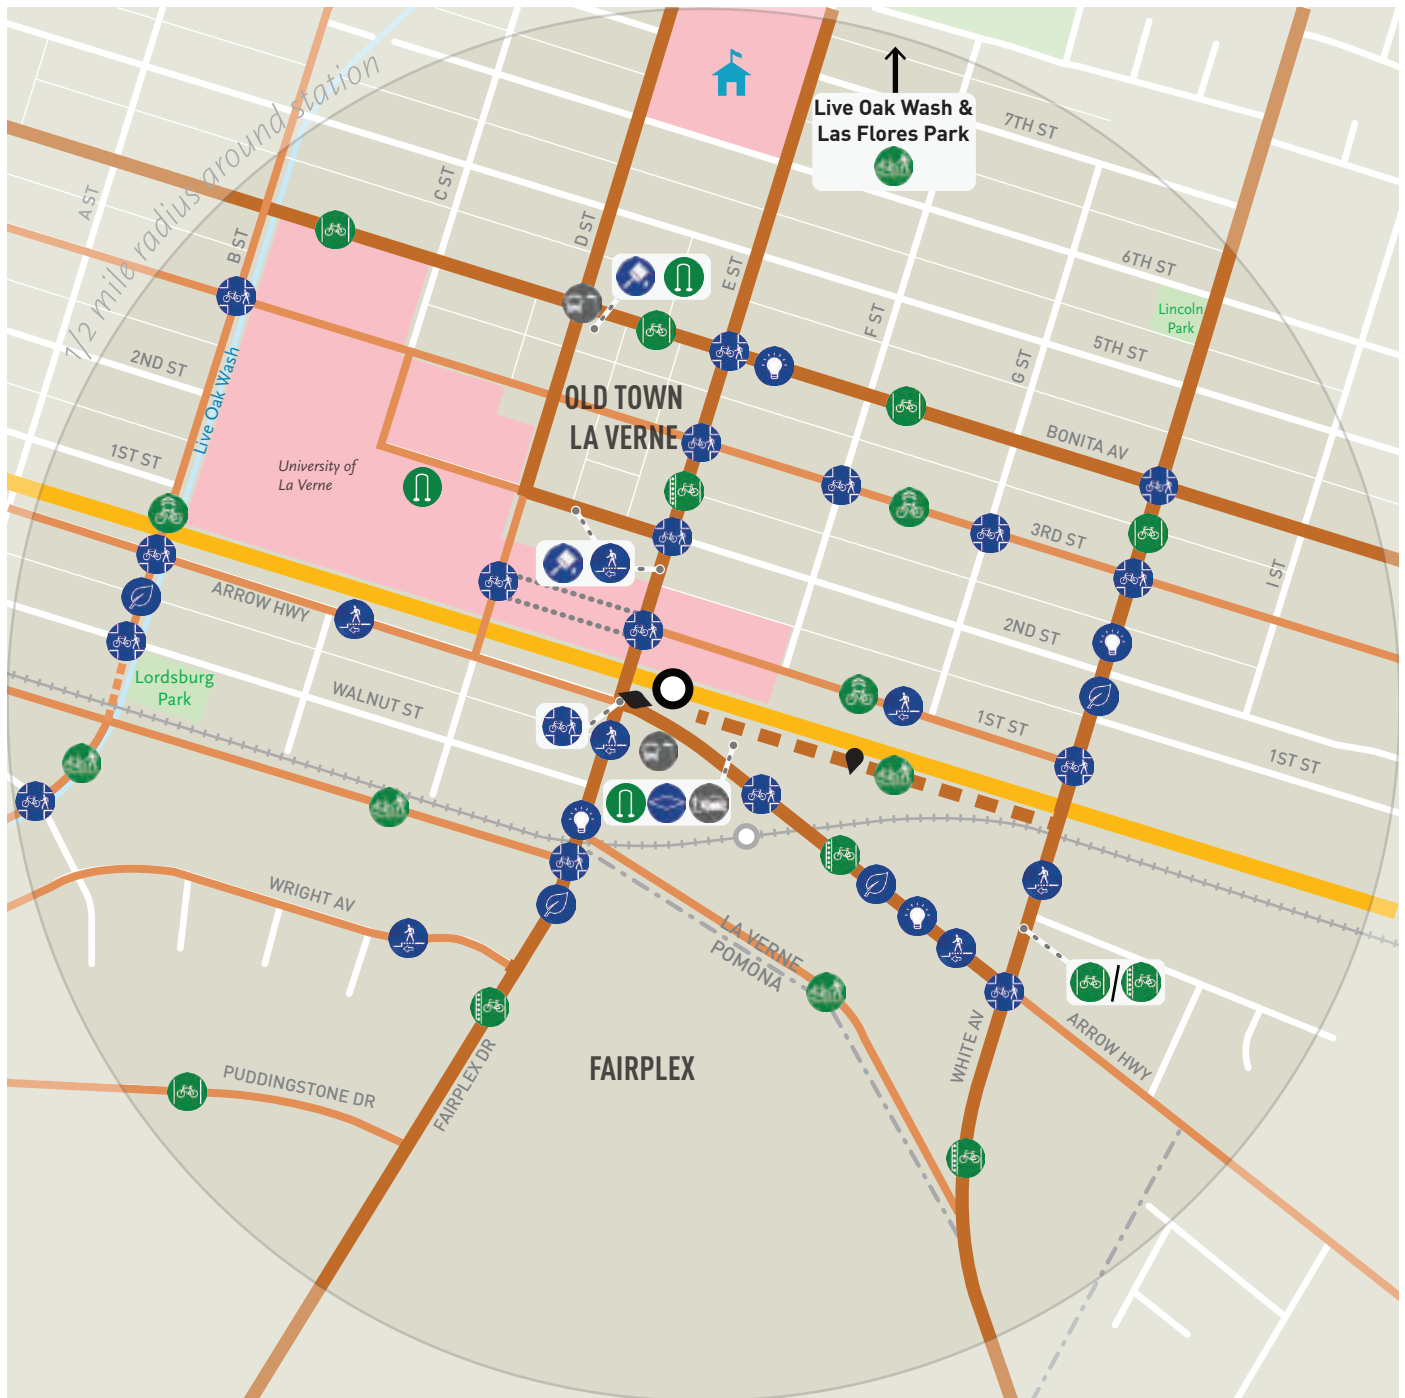 Live Oak Wash &
Las Flores Park
7TH ST
1/2 mile radius around station
A ST
B ST
C ST
D ST
E ST
6TH ST
F ST
Lincoln
Park
5TH ST
G ST
2ND ST
Live Oak Wash
OLD TOWN
LA VERNE
BONITA AV
1ST ST
University of
La Verne
3RD ST
I ST
ARROW HWY
2ND ST
Lordsburg
Park
WALNUT ST
1ST ST
1ST ST
WRIGHT AV
LA VERNE
POMONA
/
WHITE AV
ARROW HWY
FAIRPLEX
PUDDINGSTONE DR
FAIRPLEX DR